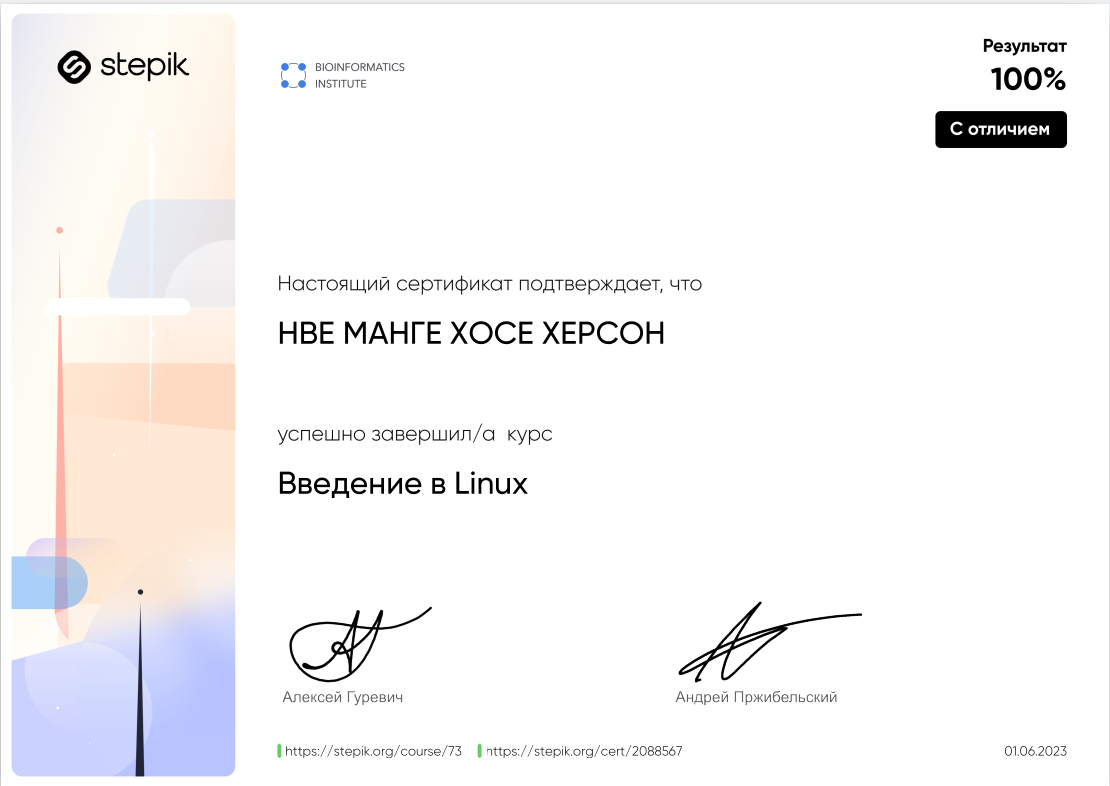 stepik
BIOINFORMATICS
INSTITUTE
Результат
100%
С отличием
Настоящий сертификат подтверждает, что
НВЕ МАНГЕ ХОСЕ ХЕРСОН
успешно завершил/а курс
Введение в Linux
Алексей Гуревич
Андрей Пржибельский
https://stepik.org/course/73
https://stepik.org/cert/2088567
01.06.2023